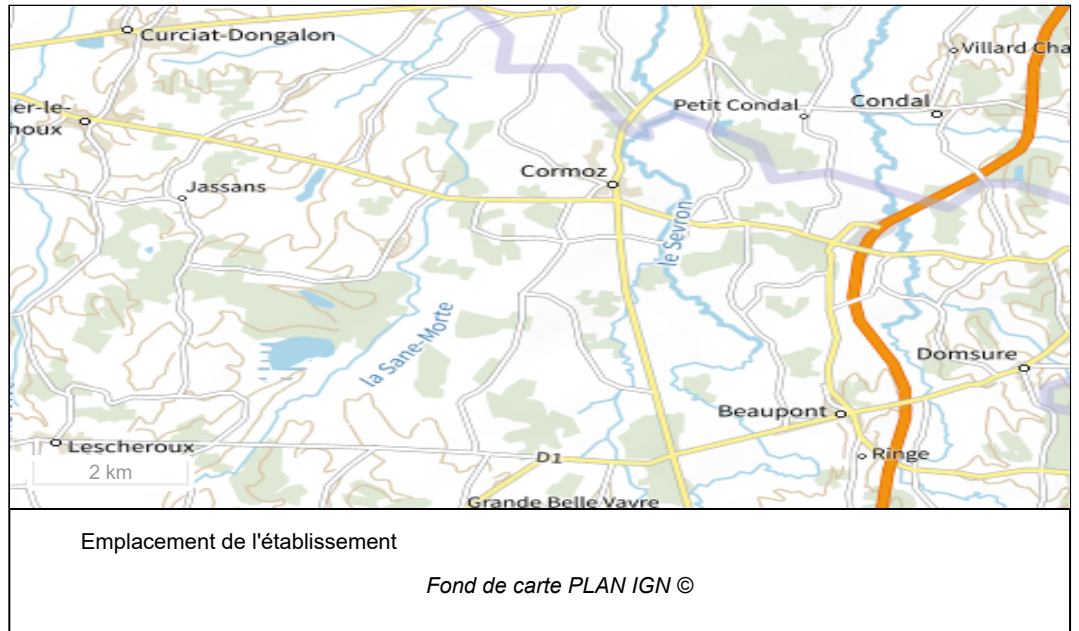 Curciat-Dongalon
Villard Cha
er-le-
houx
Petit Condal
Condal
Cormoz
Jassans
le Sevron
la Sane-Morte
Domsure
Beaupont
Lescheroux
D1
Ringe
2 km
Grande Belle Vavre
Emplacement de l'établissement
Fond de carte PLAN IGN ©